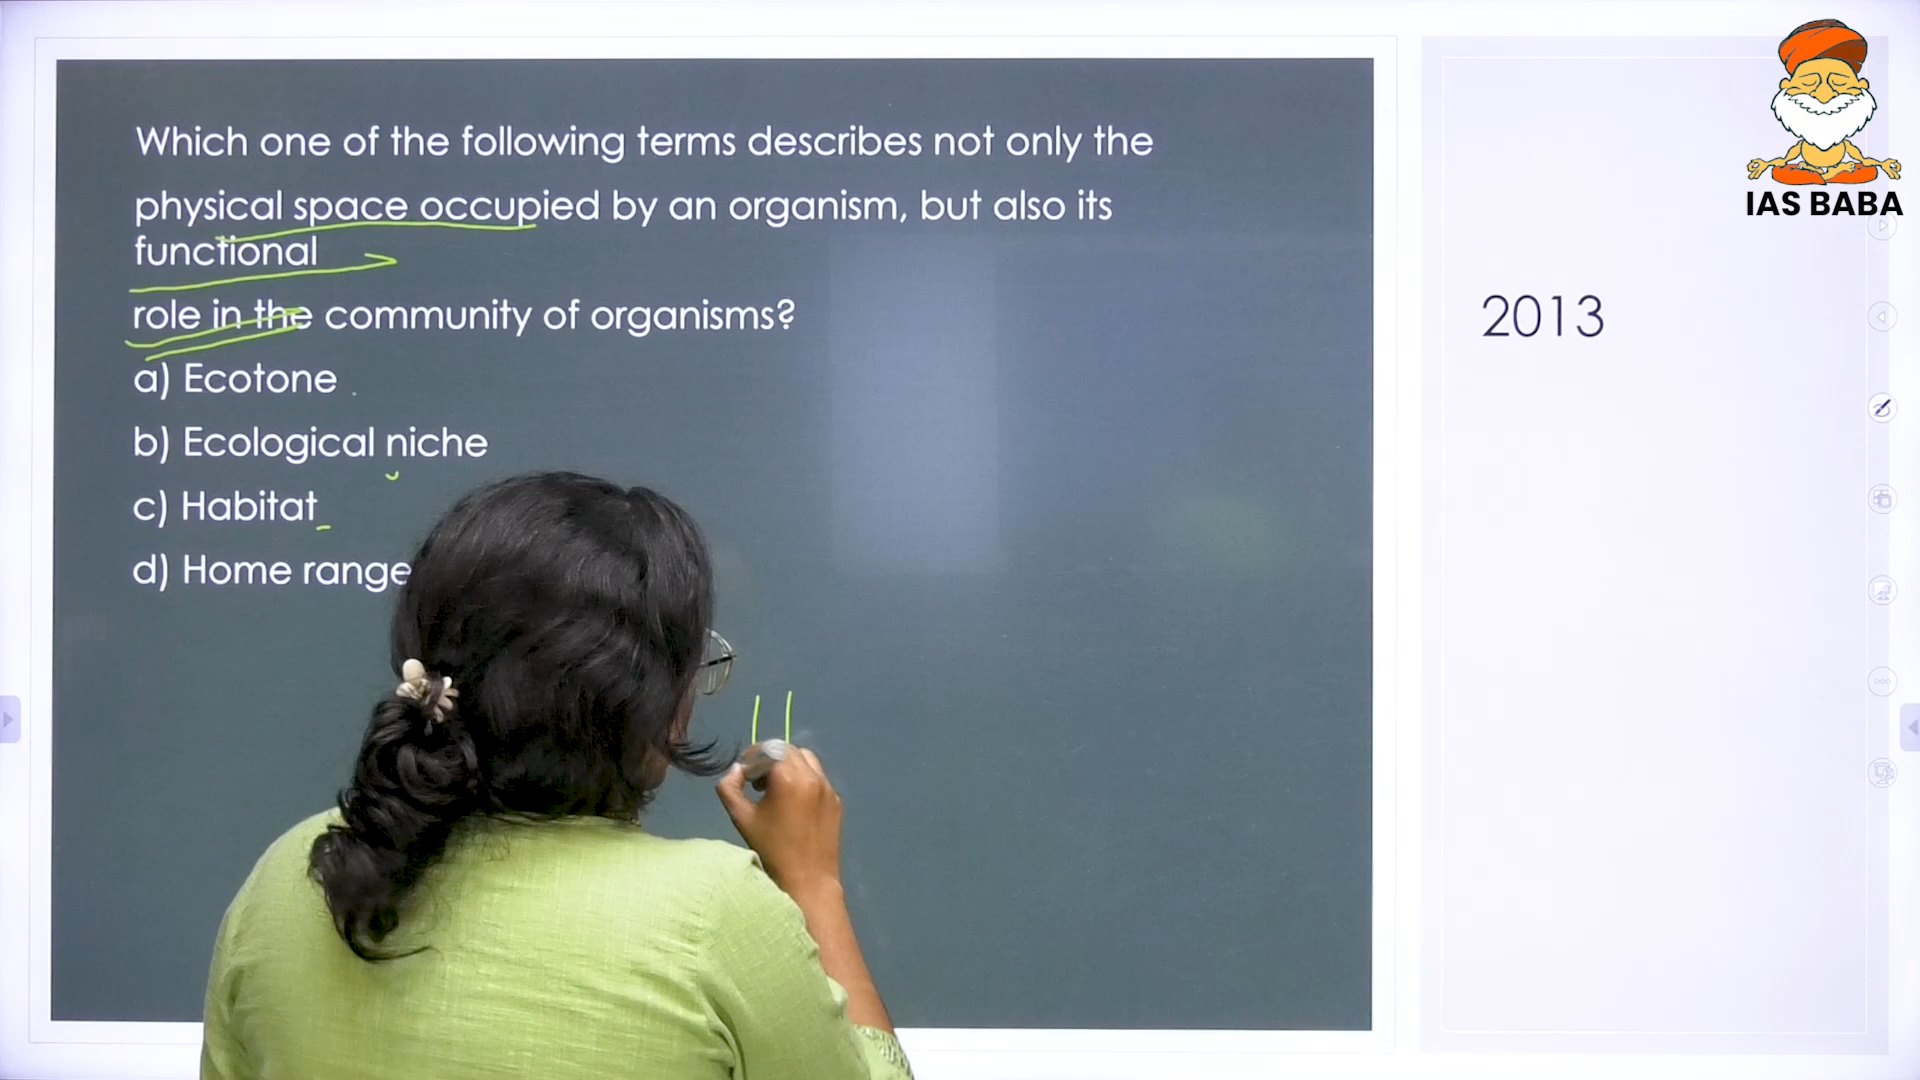 Which one of the following terms describes not only the
physical space occupied by an organism, but also its
functional
role in the community of organisms?
a) Ecotone
b) Ecological niche
c) Habitat
d) Home range
2013
IAS BABA